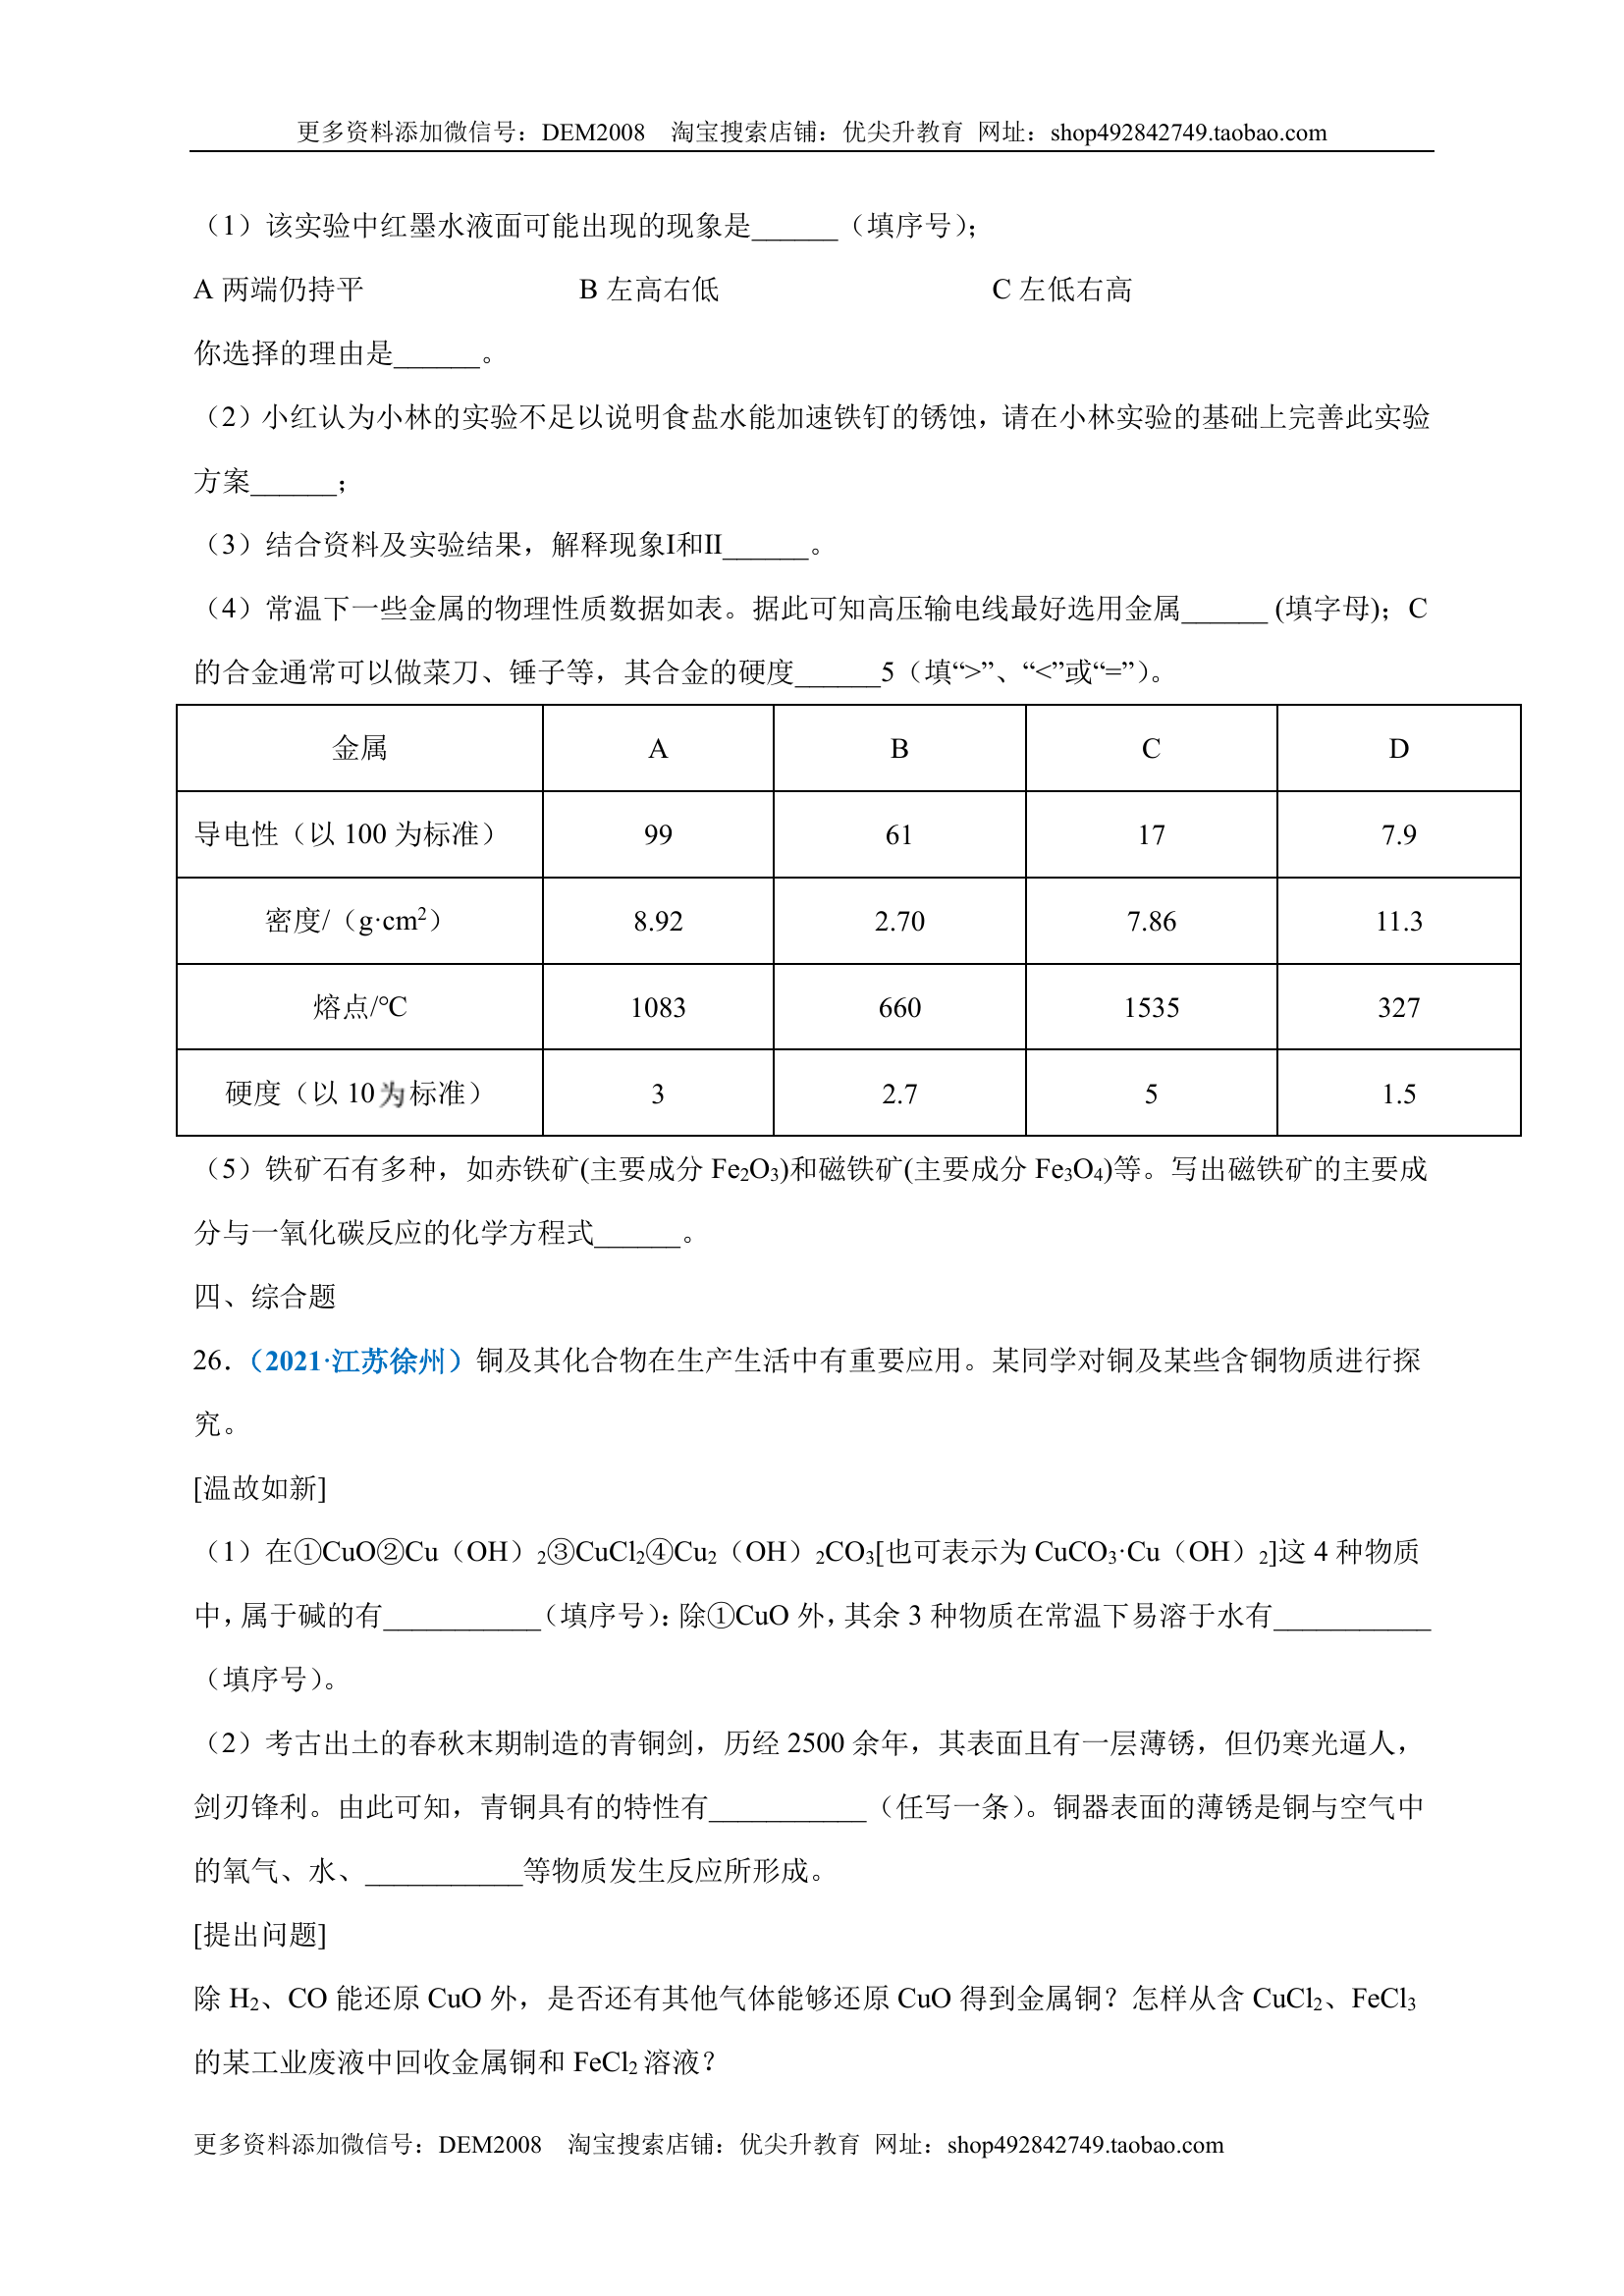 更多资料添加微信号：DEM2008 淘宝搜索店铺：优尖升教育 网址：shop492842749.taobao.com
（1）该实验中红墨水液面可能出现的现象是______（填序号）；
A 两端仍持平 B 左高右低 C 左低右高
你选择的理由是______。
（2）小红认为小林的实验不足以说明食盐水能加速铁钉的锈蚀，请在小林实验的基础上完善此实验
方案______；
（3）结合资料及实验结果，解释现象I和II______。
（4）常温下一些金属的物理性质数据如表。据此可知高压输电线最好选用金属______ (填字母)；C
的合金通常可以做菜刀、锤子等，其合金的硬度______5（填“>”、“<”或“=”）。
金属 A B C D
导电性（以 100 为标准） 99 61 17 7.9
密度/（g·cm²） 8.92 2.70 7.86 11.3
熔点/℃ 1083 660 1535 327
硬度（以 10 为标准） 3 2.7 5 1.5
（5）铁矿石有多种，如赤铁矿(主要成分 Fe₂O₃)和磁铁矿(主要成分 Fe₃O₄)等。写出磁铁矿的主要成
分与一氧化碳反应的化学方程式______。
四、综合题
26．（2021·江苏徐州）铜及其化合物在生产生活中有重要应用。某同学对铜及某些含铜物质进行探
究。
[温故如新]
（1）在①CuO②Cu（OH）₂③CuCl₂④Cu₂（OH）₂CO₃[也可表示为 CuCO₃·Cu（OH）₂]这 4 种物质
中，属于碱的有___________（填序号）：除①CuO 外，其余 3 种物质在常温下易溶于水有___________
（填序号）。
（2）考古出土的春秋末期制造的青铜剑，历经 2500 余年，其表面且有一层薄锈，但仍寒光逼人，
剑刃锋利。由此可知，青铜具有的特性有___________（任写一条）。铜器表面的薄锈是铜与空气中
的氧气、水、___________等物质发生反应所形成。
[提出问题]
除 H₂、CO 能还原 CuO 外，是否还有其他气体能够还原 CuO 得到金属铜？怎样从含 CuCl₂、FeCl₃
的某工业废液中回收金属铜和 FeCl₂ 溶液？
更多资料添加微信号：DEM2008 淘宝搜索店铺：优尖升教育 网址：shop492842749.taobao.com